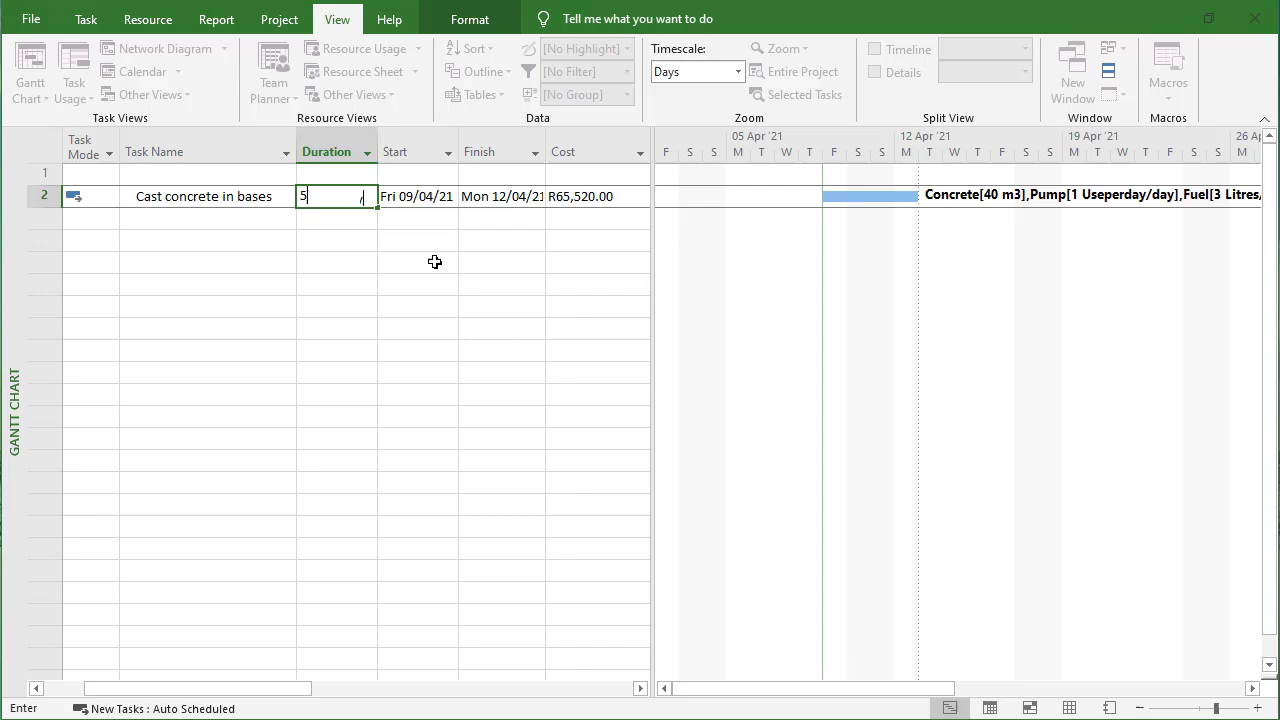 File Task Resource Report Project View Help Format Tell me what you want to do
Gantt Chart
Task Usage
Network Diagram
Calendar
Other Views
Task Views
Team Planner
Resource Usage
Resource Sheet
Other Views
Resource Views
Sort
Outline
Tables
[No Highlight]
[No Filter]
[No Group]
Data
Timescale:
Days
Zoom
Entire Project
Selected Tasks
Zoom
Timeline
Details
Split View
New Window
Window
Macros
Macros
Task Mode Task Name Duration Start Finish Cost
05 Apr '21 12 Apr '21 19 Apr '21 26 Ap
F S S M T W T F S S M T W T F S S M T W T F S S M T
1
2 Cast concrete in bases 5 Fri 09/04/21 Mon 12/04/21 R65,520.00 Concrete[40 m3],Pump[1 Useperday/day],Fuel[3 Litres/
GANTT CHART
Enter New Tasks : Auto Scheduled